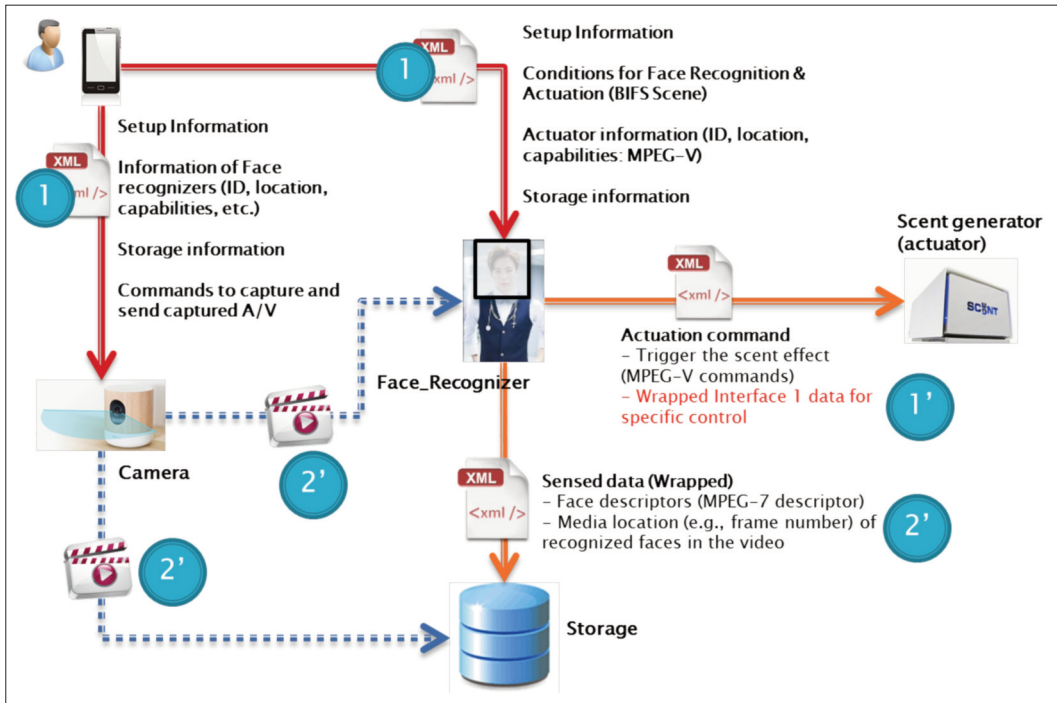 1
XML
<xml />
Setup Information
Conditions for Face Recognition &
Actuation (BIFS Scene)
Actuator information (ID, location,
capabilities: MPEG-V)
Storage information
Setup Information
1
XML
Information of Face
recognizers (ID, location,
capabilities, etc.)
Storage information
Commands to capture and
send captured A/V
Scent generator
(actuator)
SCENT
XML
<xml />
Actuation command
– Trigger the scent effect
(MPEG-V commands)
– Wrapped Interface 1 data for
specific control
1’
Face_Recognizer
Camera
2’
XML
<xml />
Sensed data (Wrapped)
– Face descriptors (MPEG-7 descriptor)
– Media location (e.g., frame number) of
recognized faces in the video
2’
2’
Storage